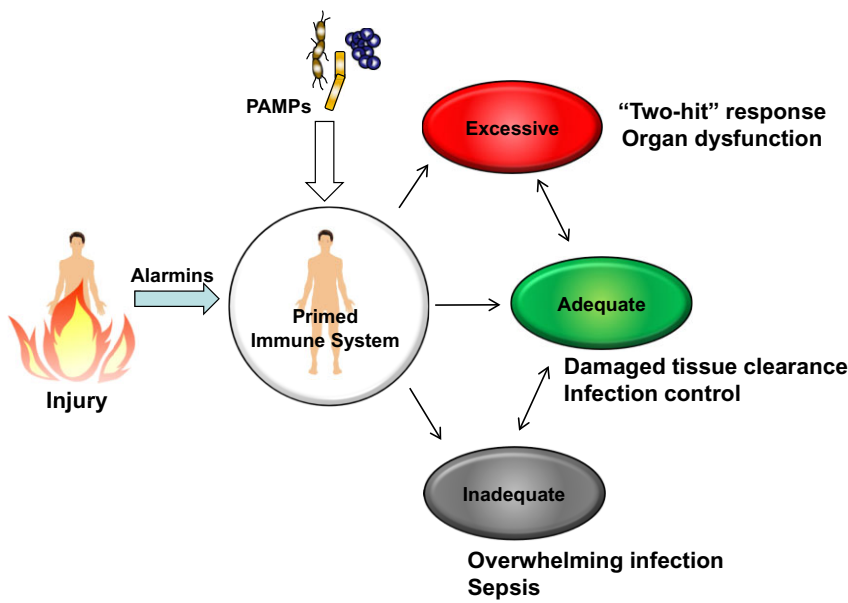 PAMPs
Excessive
“Two-hit” response
Organ dysfunction
Alarmins
Injury
Primed
Immune System
Adequate
Damaged tissue clearance
Infection control
Inadequate
Overwhelming infection
Sepsis